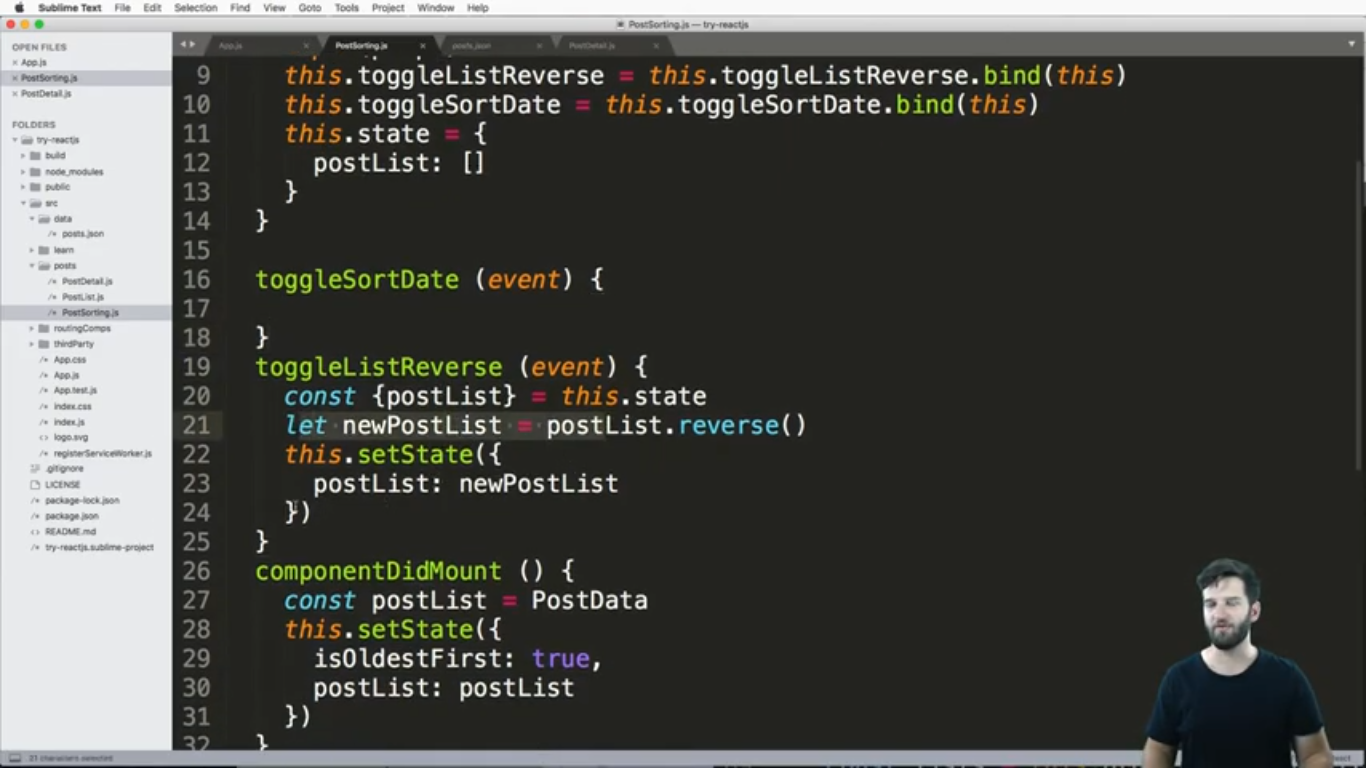 Sublime Text File Edit Selection Find View Goto Tools Project Window Help
PostSorting.js — try-reactjs
OPEN FILES
× App.js
× PostSorting.js
× PostDetail.js
FOLDERS
try-reactjs
build
node_modules
public
src
data
/* posts.json
learn
posts
/* PostDetail.js
/* PostList.js
/* PostSorting.js
routingComps
thirdParty
/* App.css
/* App.js
/* App.test.js
/* index.css
/* index.js
<> logo.svg
/* registerServiceWorker.js
.gitignore
LICENSE
/* package-lock.json
/* package.json
<> README.md
/* try-reactjs.sublime-project
App.js × PostSorting.js × posts.json × PostDetail.js ×
9 this.toggleListReverse = this.toggleListReverse.bind(this)
10 this.toggleSortDate = this.toggleSortDate.bind(this)
11 this.state = {
12 postList: []
13 }
14 }
15
16 toggleSortDate (event) {
17
18 }
19 toggleListReverse (event) {
20 const {postList} = this.state
21 let newPostList = postList.reverse()
22 this.setState({
23 postList: newPostList
24 })
25 }
26 componentDidMount () {
27 const postList = PostData
28 this.setState({
29 isOldestFirst: true,
30 postList: postList
31 })
32 }
21 characters selected